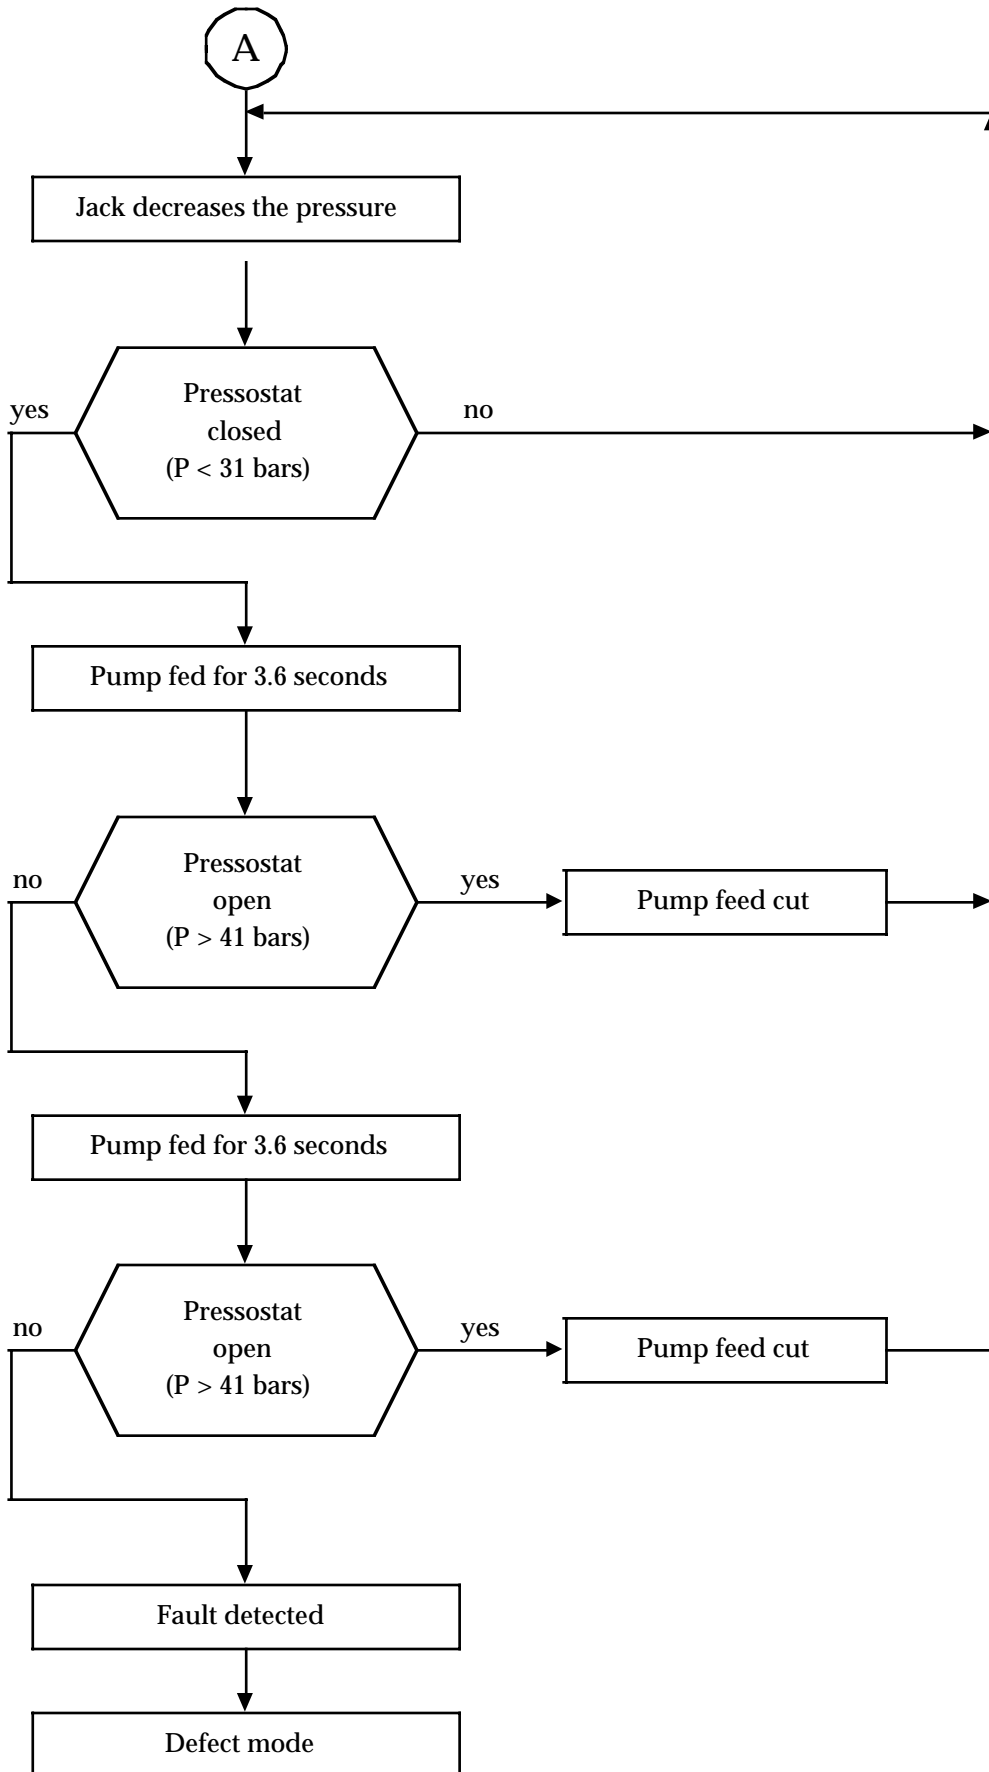 A
Jack decreases the pressure
Pressostat
closed
(P < 31 bars)
yes
no
Pump fed for 3.6 seconds
Pressostat
open
(P > 41 bars)
no
yes
Pump feed cut
Pump fed for 3.6 seconds
Pressostat
open
(P > 41 bars)
no
yes
Pump feed cut
Fault detected
Defect mode